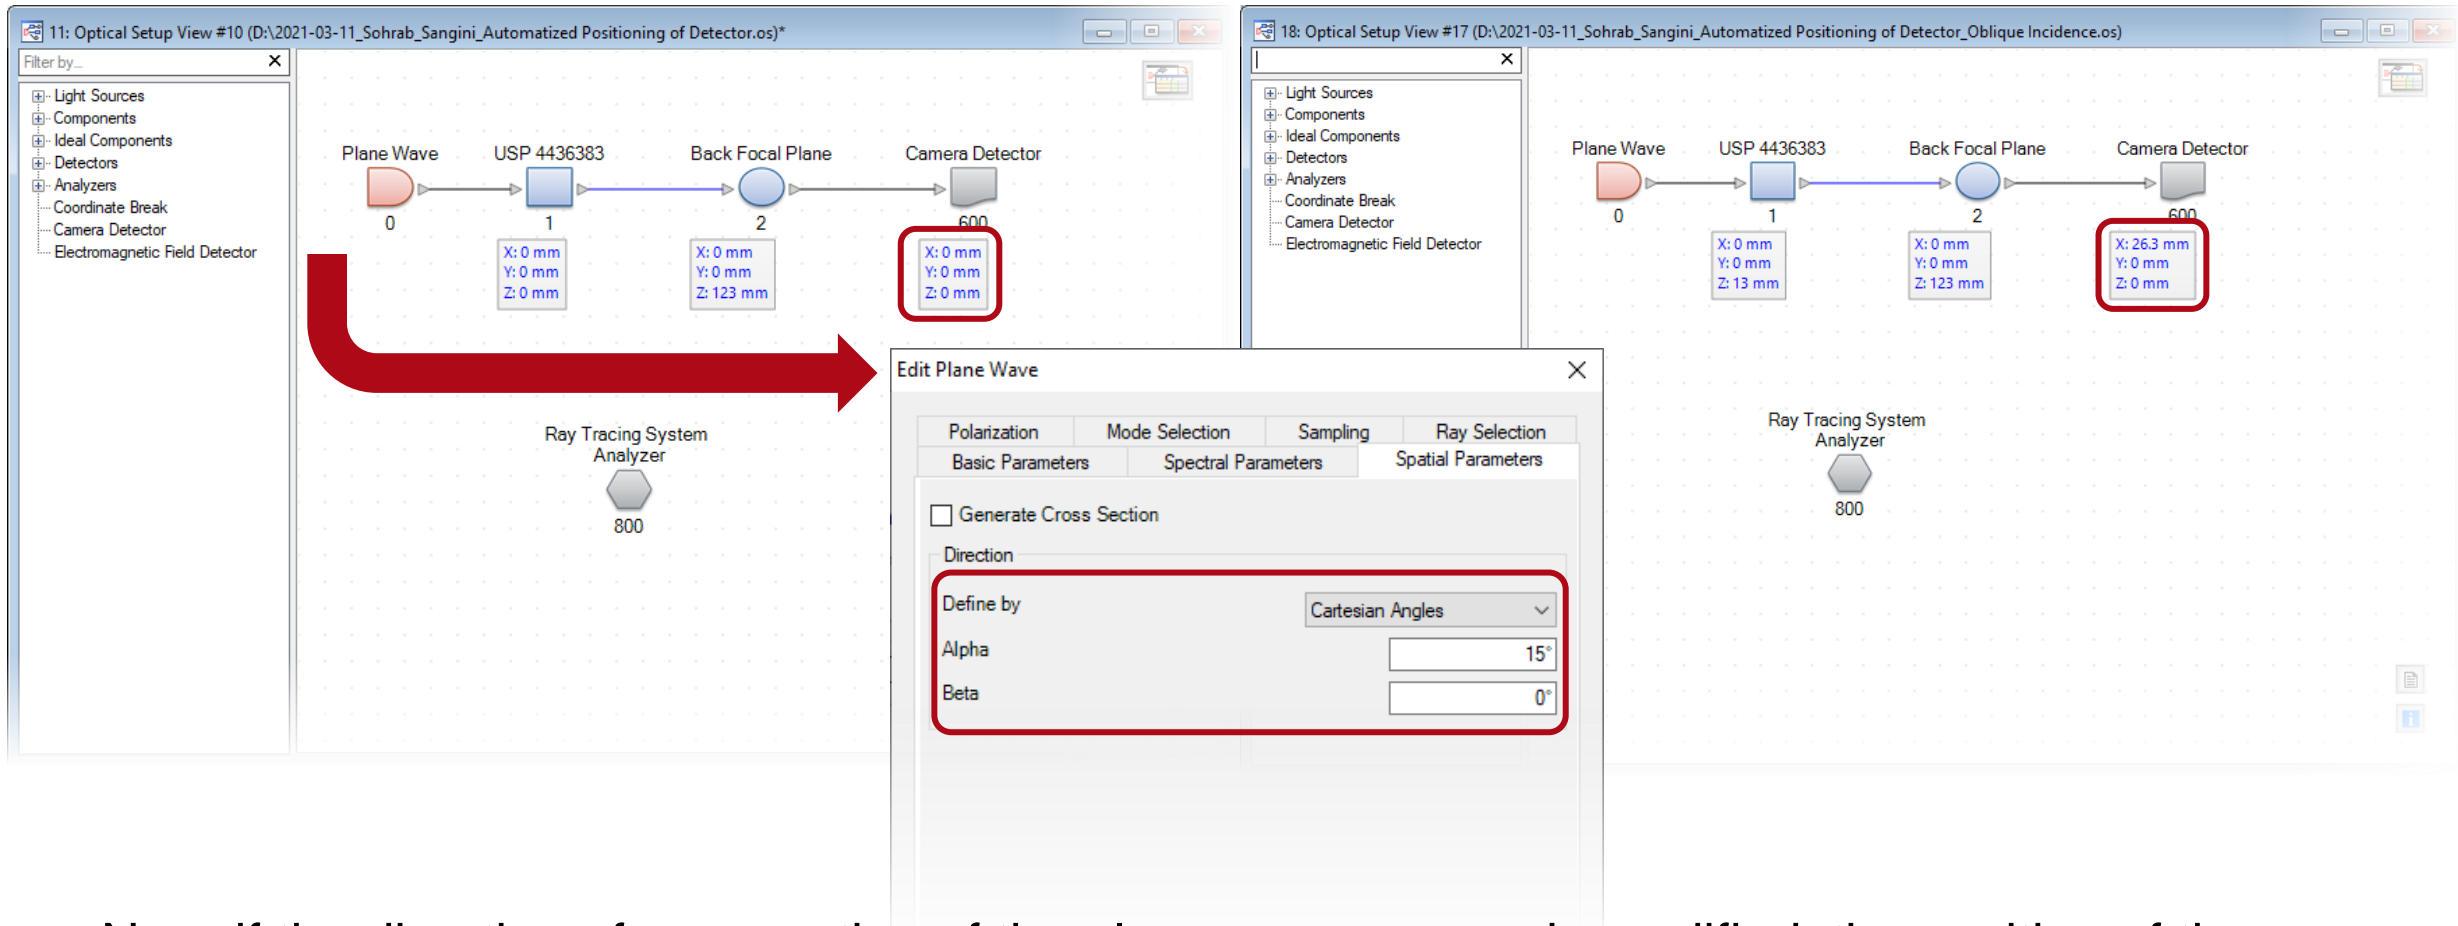 11: Optical Setup View #10 (D:\2021-03-11_Sohrab_Sangini_Automatized Positioning of Detector.os)*
Filter by...
Light Sources
Components
Ideal Components
Detectors
Analyzers
Coordinate Break
Camera Detector
Electromagnetic Field Detector
Plane Wave
0
USP 4436383
1
X: 0 mm
Y: 0 mm
Z: 0 mm
Back Focal Plane
2
X: 0 mm
Y: 0 mm
Z: 123 mm
Camera Detector
600
X: 0 mm
Y: 0 mm
Z: 0 mm
Ray Tracing System
Analyzer
800
18: Optical Setup View #17 (D:\2021-03-11_Sohrab_Sangini_Automatized Positioning of Detector_Oblique Incidence.os)
Light Sources
Components
Ideal Components
Detectors
Analyzers
Coordinate Break
Camera Detector
Electromagnetic Field Detector
Plane Wave
0
USP 4436383
1
X: 0 mm
Y: 0 mm
Z: 13 mm
Back Focal Plane
2
X: 0 mm
Y: 0 mm
Z: 123 mm
Camera Detector
600
X: 26.3 mm
Y: 0 mm
Z: 0 mm
Ray Tracing System
Analyzer
800
Edit Plane Wave
Polarization Mode Selection Sampling Ray Selection
Basic Parameters Spectral Parameters Spatial Parameters
Generate Cross Section
Direction
Define by Cartesian Angles
Alpha 15°
Beta 0°